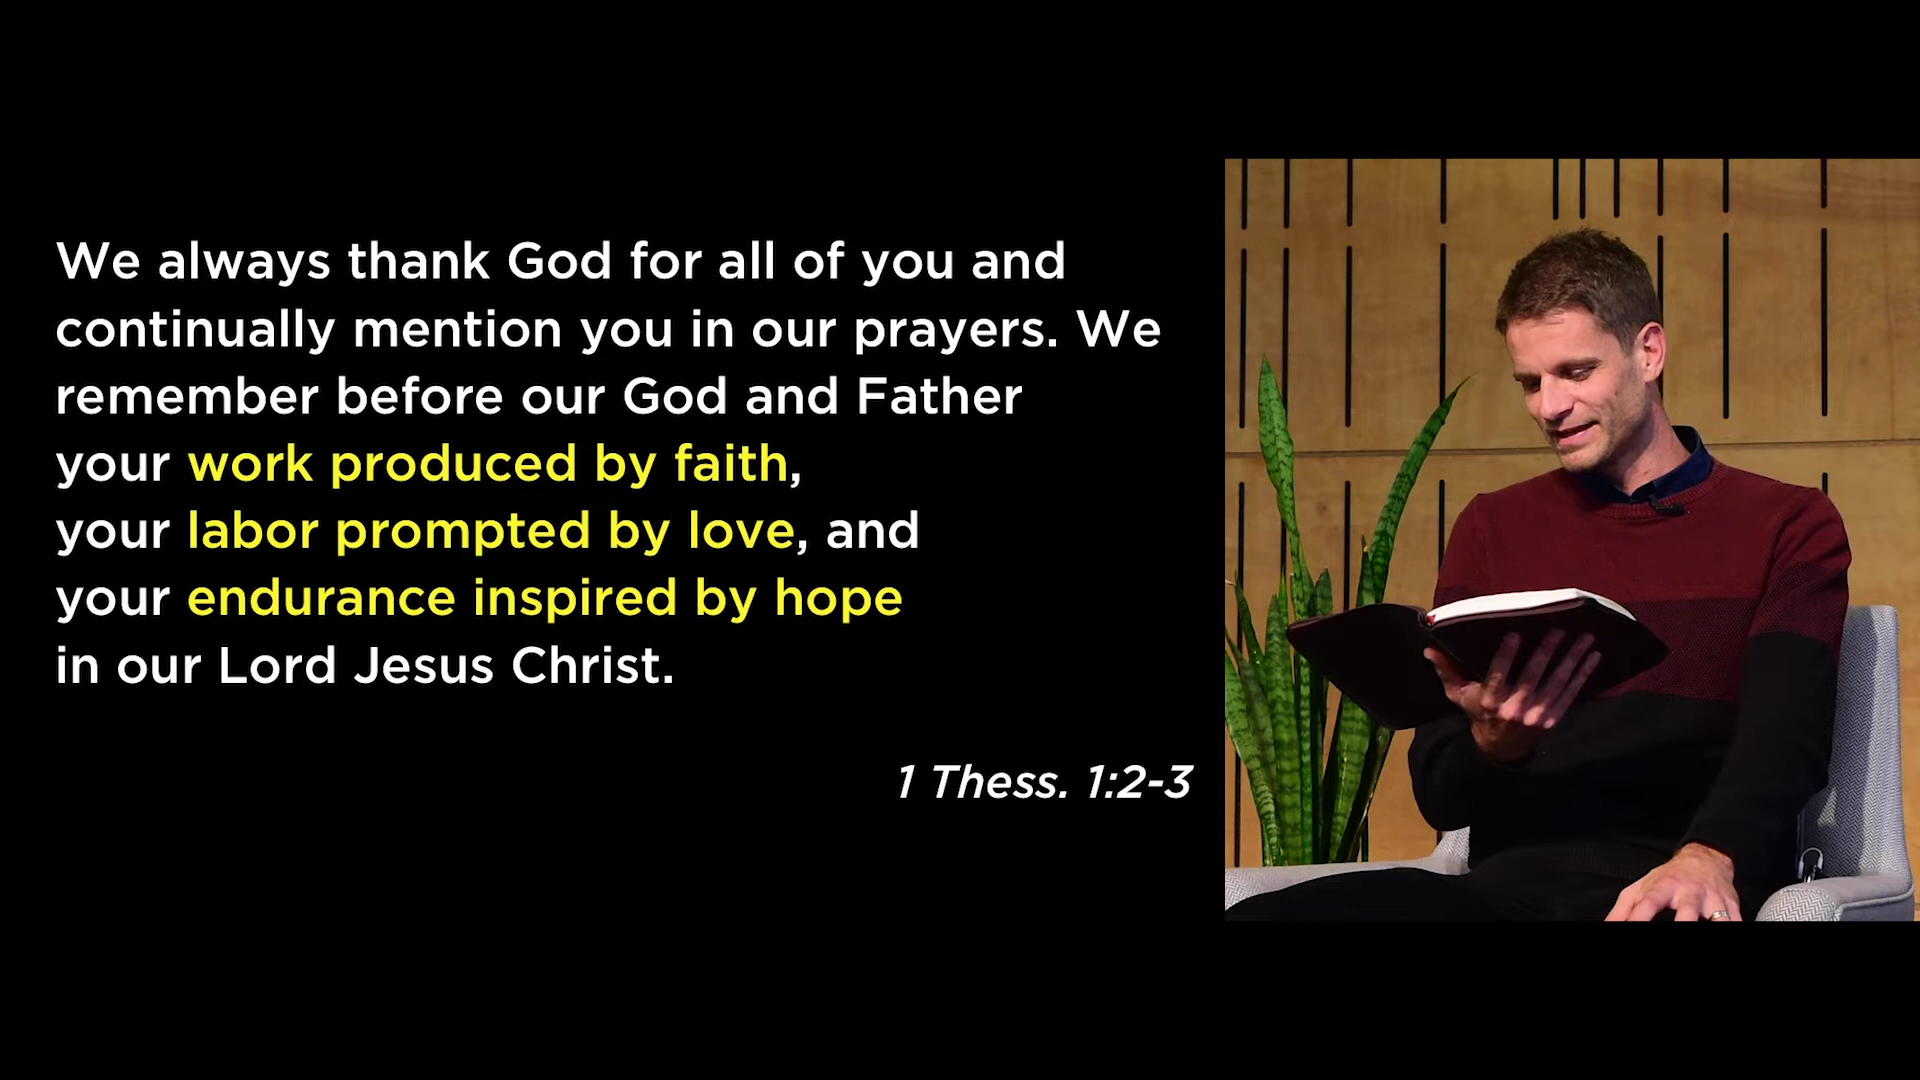 We always thank God for all of you and
continually mention you in our prayers. We
remember before our God and Father
your work produced by faith,
your labor prompted by love, and
your endurance inspired by hope
in our Lord Jesus Christ.
1 Thess. 1:2-3